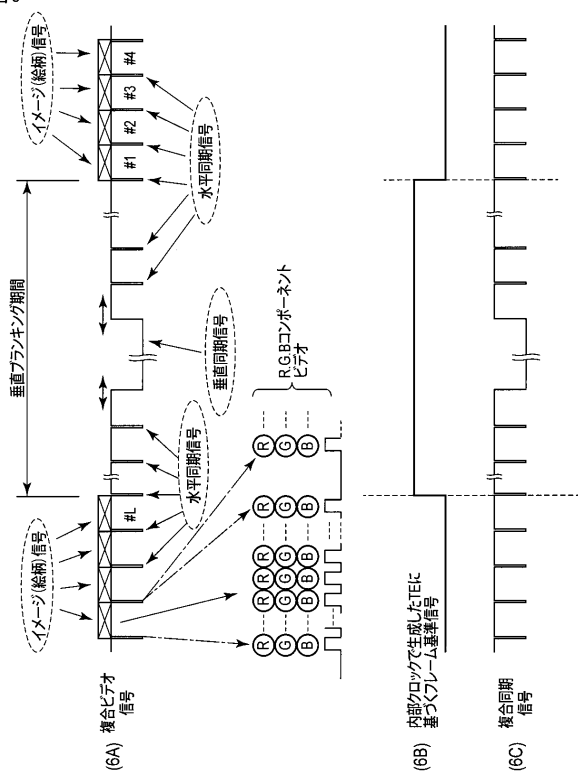 号。
垂直ブランキング期間
イメージ(絵柄)信号
イメージ(絵柄)信号
(6A)
複合ビデオ
信号
#L
#1
#2
#3
#4
水平同期信号
垂直同期信号
水平同期信号
R.G.Bコンポーネント
ビデオ
R
R
R
R
R
R
G
G
G
G
G
G
B
B
B
B
B
B
(6B)
内部クロックで生成したTEに
基づくフレーム基準信号
(6C)
複合同期
信号